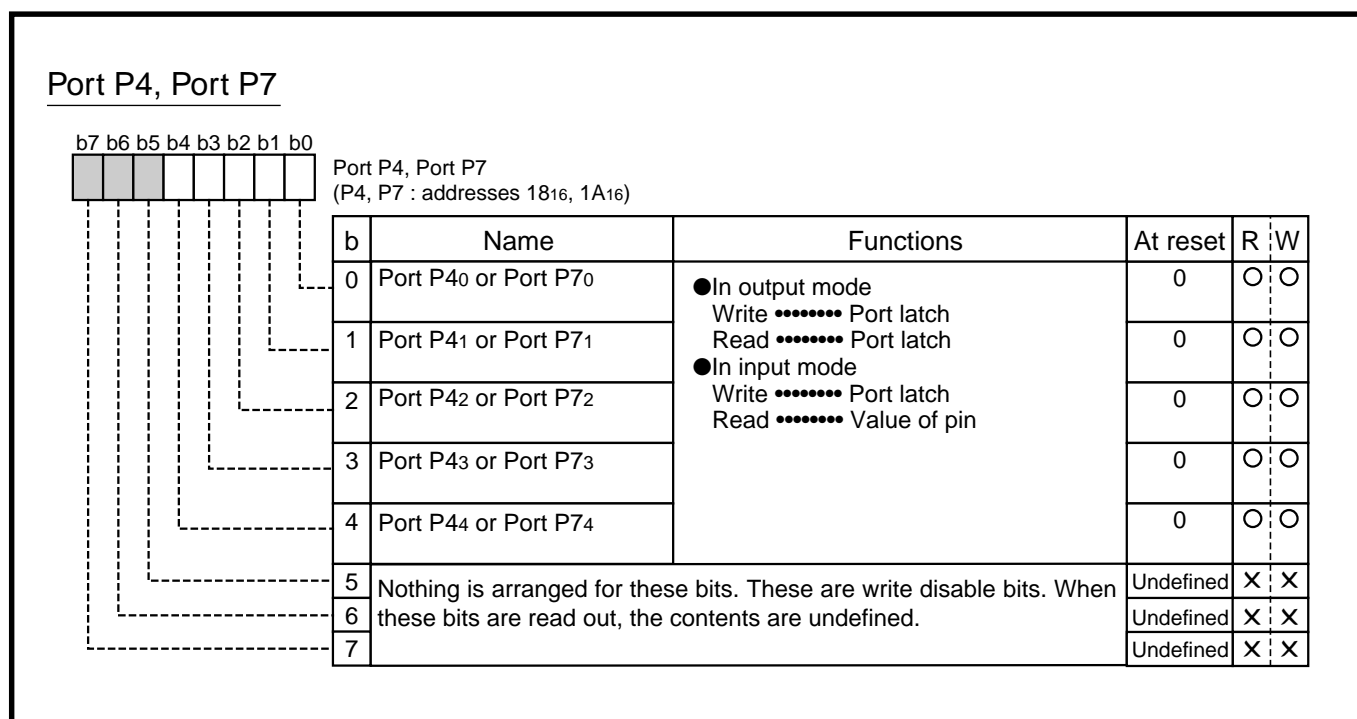 Port P4, Port P7
b7 b6 b5 b4 b3 b2 b1 b0
Port P4, Port P7
(P4, P7 : addresses 1816, 1A16)
b Name Functions At reset R W
0 Port P40 or Port P70 0 O O
1 Port P41 or Port P71 0 O O
2 Port P42 or Port P72 0 O O
3 Port P43 or Port P73 0 O O
4 Port P44 or Port P74 0 O O
●In output mode
Write •••••••• Port latch
Read •••••••• Port latch
●In input mode
Write •••••••• Port latch
Read •••••••• Value of pin
5 Undefined X X
6 Undefined X X
7 Undefined X X
Nothing is arranged for these bits. These are write disable bits. When
these bits are read out, the contents are undefined.